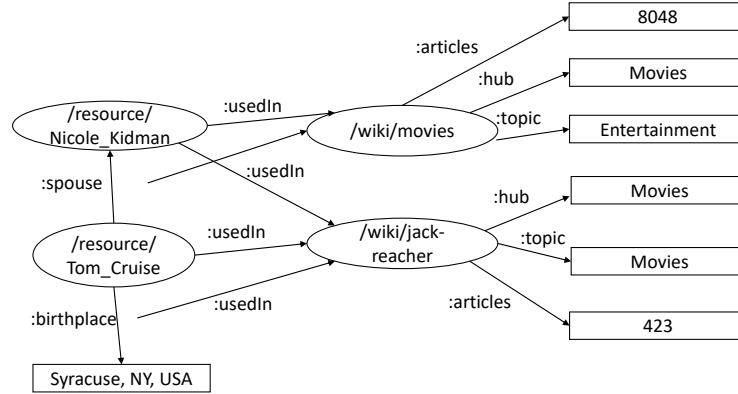 8048
:articles
:hub
Movies
/resource/
Nicole_Kidman
:usedIn
/wiki/movies
:topic
Entertainment
:usedIn
:spouse
:hub
Movies
/resource/
Tom_Cruise
:usedIn
/wiki/jack-
reacher
:topic
Movies
:birthplace
:usedIn
:articles
423
Syracuse, NY, USA